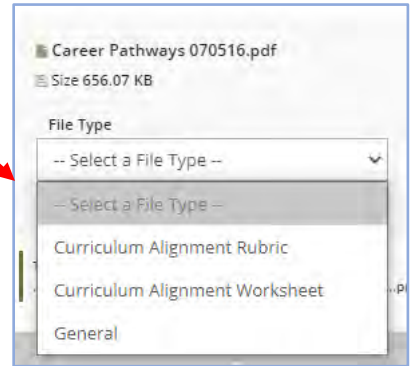 Career Pathways 070516.pdf
Size 656.07 KB
File Type
-- Select a File Type --
-- Select a File Type --
Curriculum Alignment Rubric
Curriculum Alignment Worksheet
General